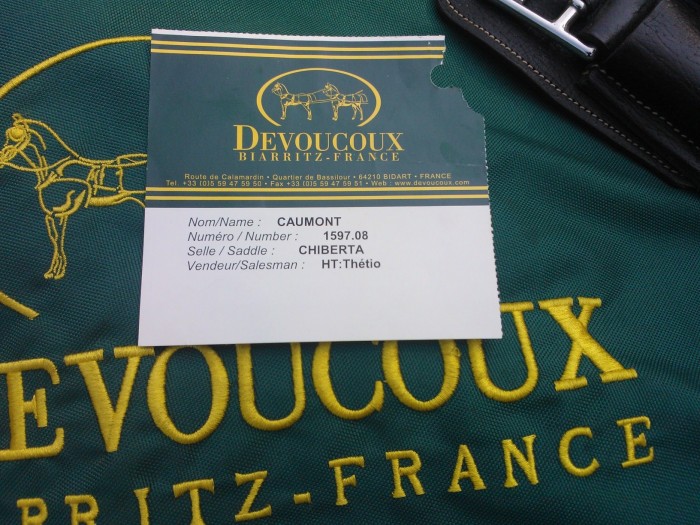 DEVOUCOUX
BIARRITZ-FRANCE
Route de Calamardin • Quartier de Bassilour • 64210 BIDART • FRANCE
Tel +33 (0)5 59 47 59 50 • Fax +33 (0)5 59 47 59 51 • Web : www.devoucoux.com
Nom/Name : CAUMONT
Numéro / Number : 1597.08
Selle / Saddle : CHIBERTA
Vendeur/Salesman : HT:Thétio
EVOUCOUX
RRITZ-FRANCE